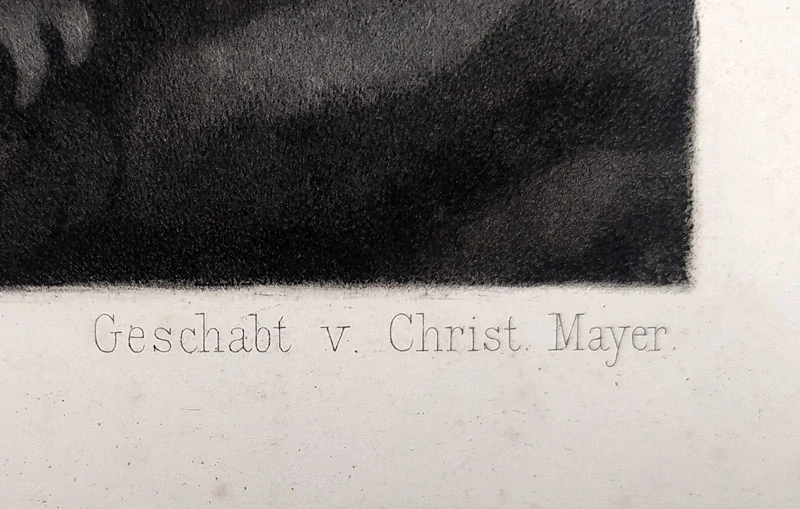 Geschabt v. Christ. Mayer.